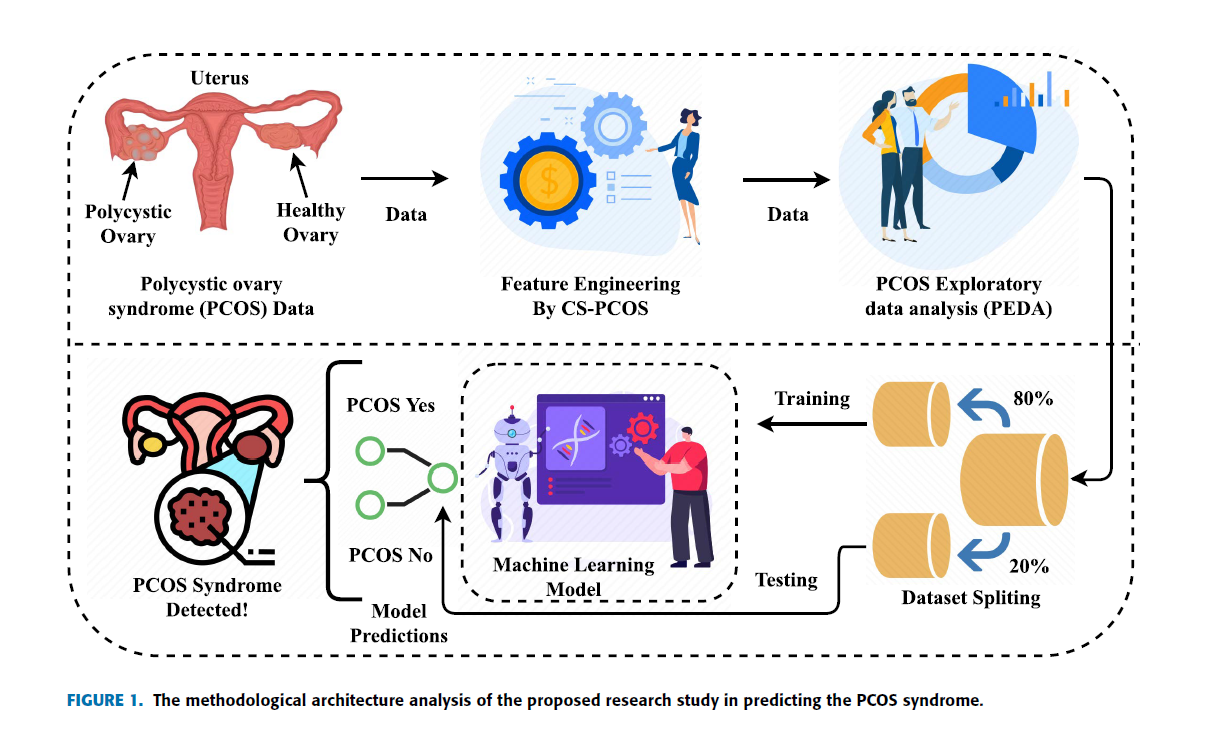 Uterus
Polycystic
Ovary
Healthy
Ovary
Polycystic ovary
syndrome (PCOS) Data
Data
$
Feature Engineering
By CS-PCOS
Data
PCOS Exploratory
data analysis (PEDA)
PCOS Syndrome
Detected!
PCOS Yes
PCOS No
Model
Predictions
Machine Learning
Model
Training
Testing
80%
20%
Dataset Spliting
FIGURE 1. The methodological architecture analysis of the proposed research study in predicting the PCOS syndrome.